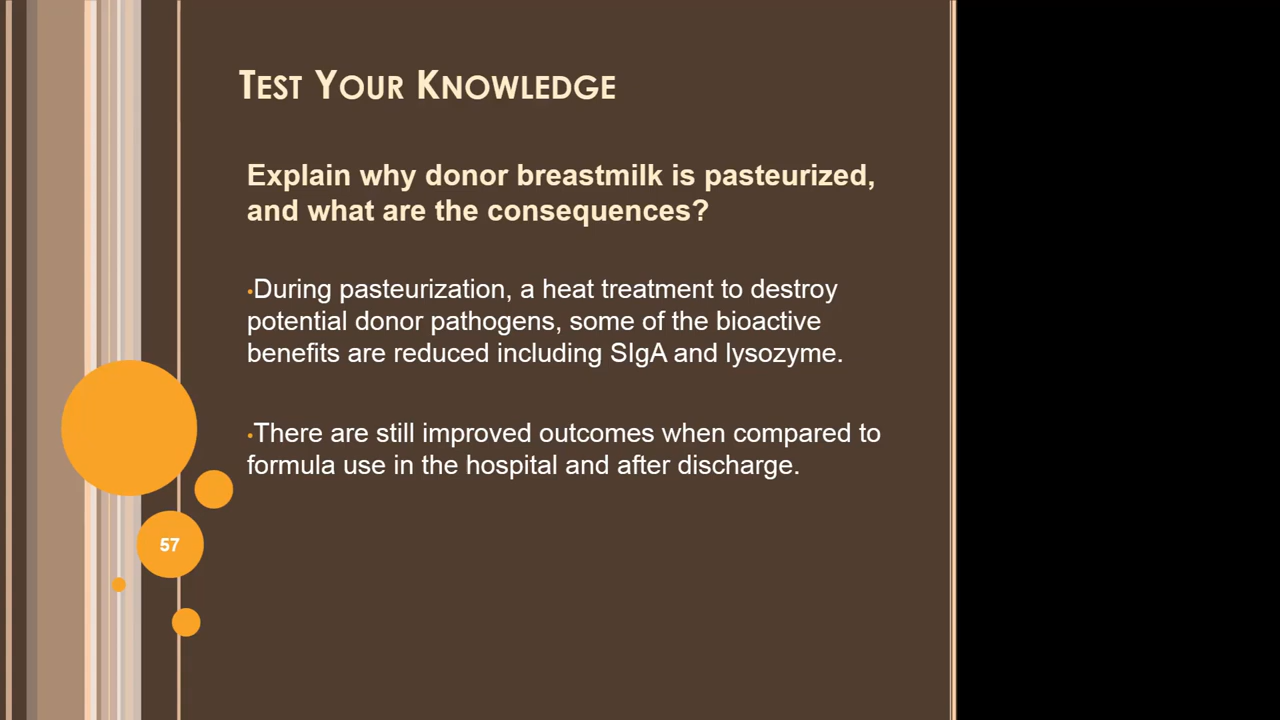 TEST YOUR KNOWLEDGE
Explain why donor breastmilk is pasteurized,
and what are the consequences?
•During pasteurization, a heat treatment to destroy
potential donor pathogens, some of the bioactive
benefits are reduced including SIgA and lysozyme.
•There are still improved outcomes when compared to
formula use in the hospital and after discharge.
57